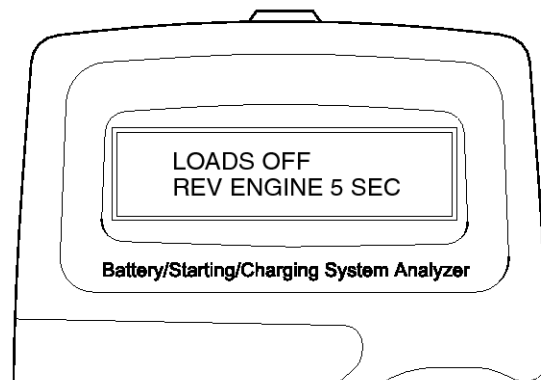 LOADS OFF
REV ENGINE 5 SEC
Battery/Starting/Charging System Analyzer